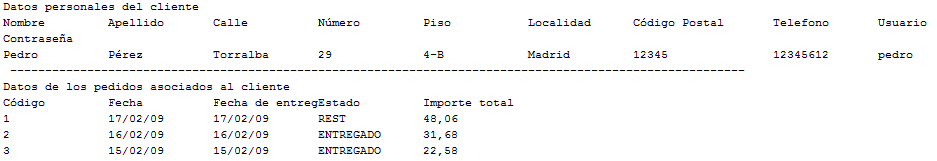 Datos personales del cliente
Nombre Apellido Calle Número Piso Localidad Código Postal Telefono Usuario
Contraseña
Pedro Pérez Torralba 29 4-B Madrid 12345 12345612 pedro
---------------------------------------------------------------------------------------------------------
Datos de los pedidos asociados al cliente
Código Fecha Fecha de entregEstado Importe total
1 17/02/09 17/02/09 REST 48,06
2 16/02/09 16/02/09 ENTREGADO 31,68
3 15/02/09 15/02/09 ENTREGADO 22,58